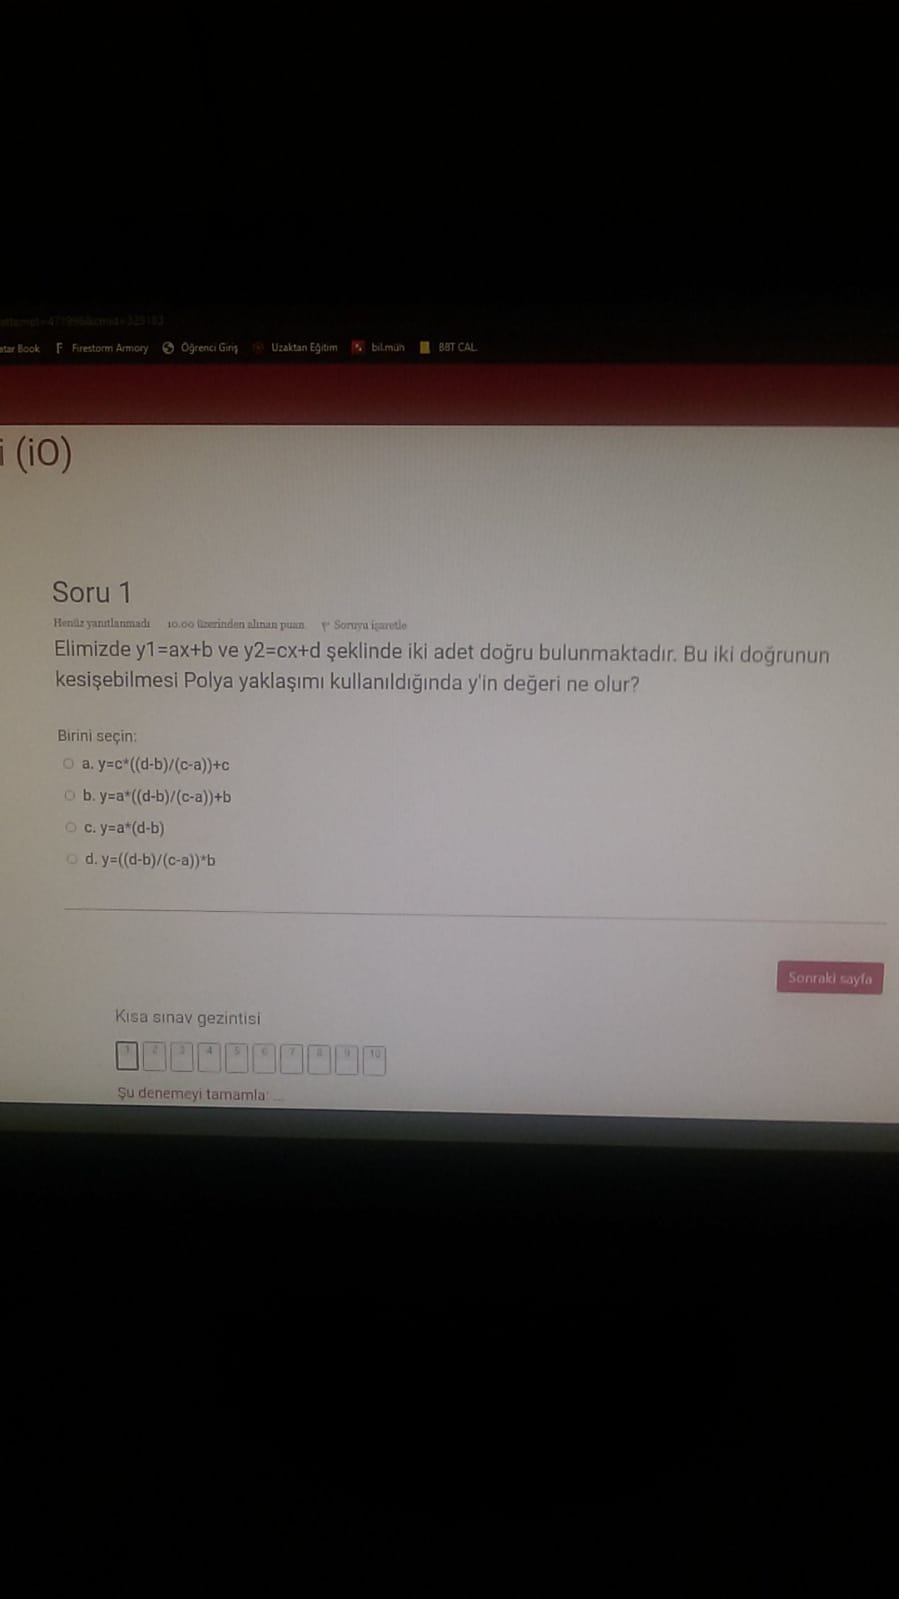 atar Book Firestorm Armory Öğrenci Giriş Uzaktan Eğitim bil.müh BBT CAL
i (iO)
Soru 1
Henüz yanıtlanmadı 10.00 üzerinden alınan puan Soruyu işaretle
Elimizde y1=ax+b ve y2=cx+d şeklinde iki adet doğru bulunmaktadır. Bu iki doğrunun
kesişebilmesi Polya yaklaşımı kullanıldığında y'in değeri ne olur?
Birini seçin:
a. y=c*((d-b)/(c-a))+c
b. y=a*((d-b)/(c-a))+b
c. y=a*(d-b)
d. y=((d-b)/(c-a))*b
Sonraki sayfa
Kısa sınav gezintisi
1 2 3 4 5 6 7 8 9 10
Şu denemeyi tamamla: ...